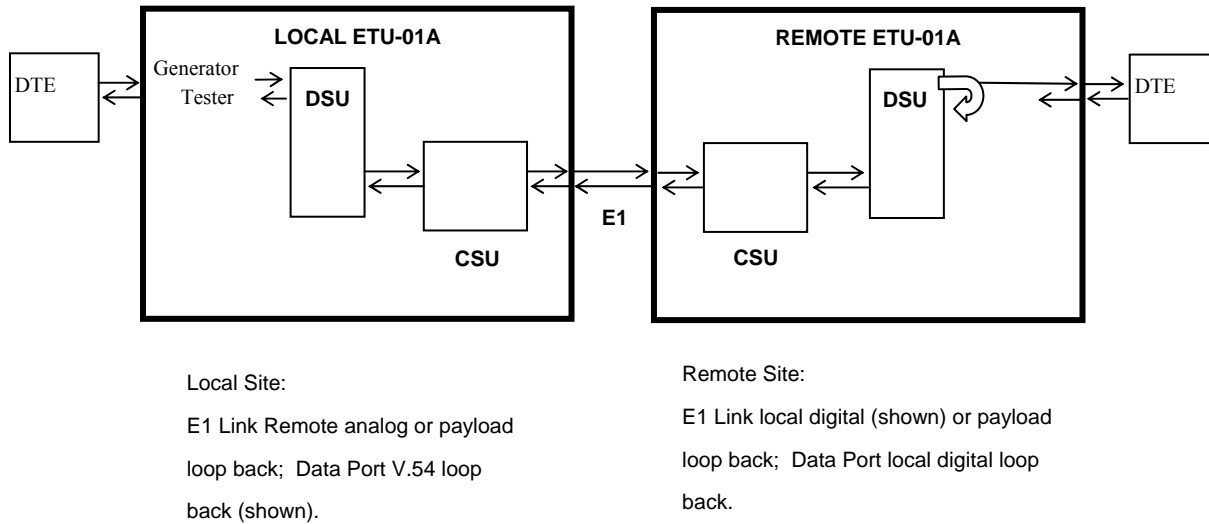 LOCAL ETU-01A
REMOTE ETU-01A
DTE
Generator
Tester
DSU
DSU
DTE
E1
CSU
CSU
Local Site:
E1 Link Remote analog or payload
loop back;  Data Port V.54 loop
back (shown).
Remote Site:
E1 Link local digital (shown) or payload
loop back;  Data Port local digital loop
back.